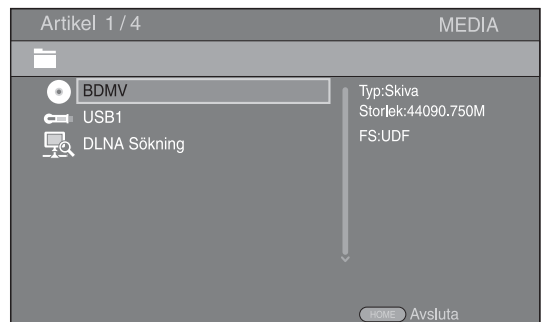 Artikel 1 / 4
MEDIA
BDMV
USB1
DLNA Sökning
Typ:Skiva
Storlek:44090.750M
FS:UDF
HOME Avsluta